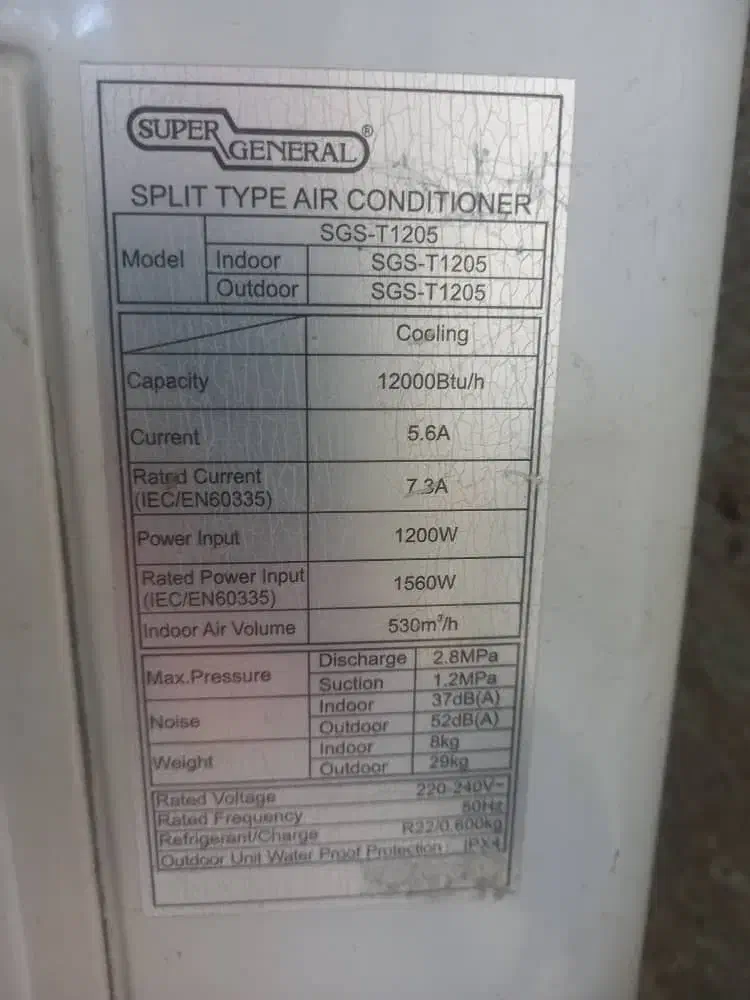 SUPER GENERAL®
SPLIT TYPE AIR CONDITIONER
Model SGS-T1205
Indoor SGS-T1205
Outdoor SGS-T1205
Cooling
Capacity 12000Btu/h
Current 5.6A
Rated Current (IEC/EN60335) 7.3A
Power Input 1200W
Rated Power Input (IEC/EN60335) 1560W
Indoor Air Volume 530m³/h
Max.Pressure Discharge 2.8MPa
Suction 1.2MPa
Noise Indoor 37dB(A)
Outdoor 52dB(A)
Weight Indoor 8kg
Outdoor 29kg
Rated Voltage 220-240V~
Rated Frequency 50Hz
Refrigerant/Charge R22/0.600kg
Outdoor Unit Water Proof Protection IPX4